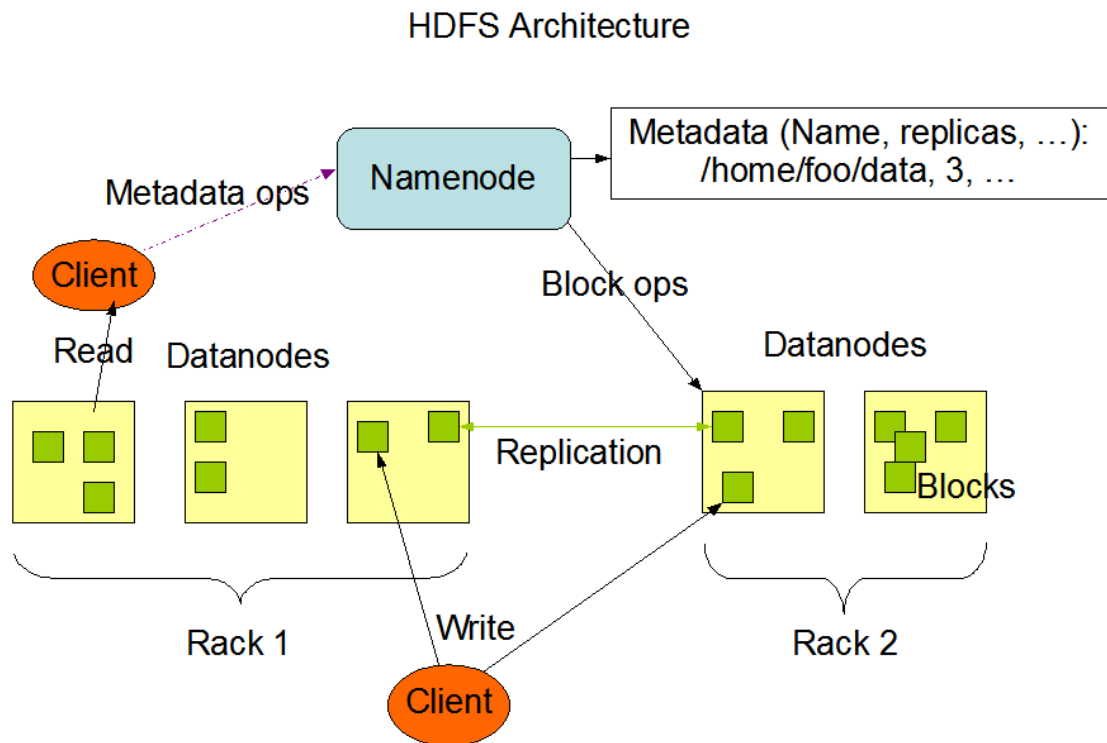 HDFS Architecture
Metadata (Name, replicas, …):
/home/foo/data, 3, …
Namenode
Metadata ops
Client
Block ops
Read
Datanodes
Datanodes
Replication
Blocks
Rack 1
Write
Rack 2
Client